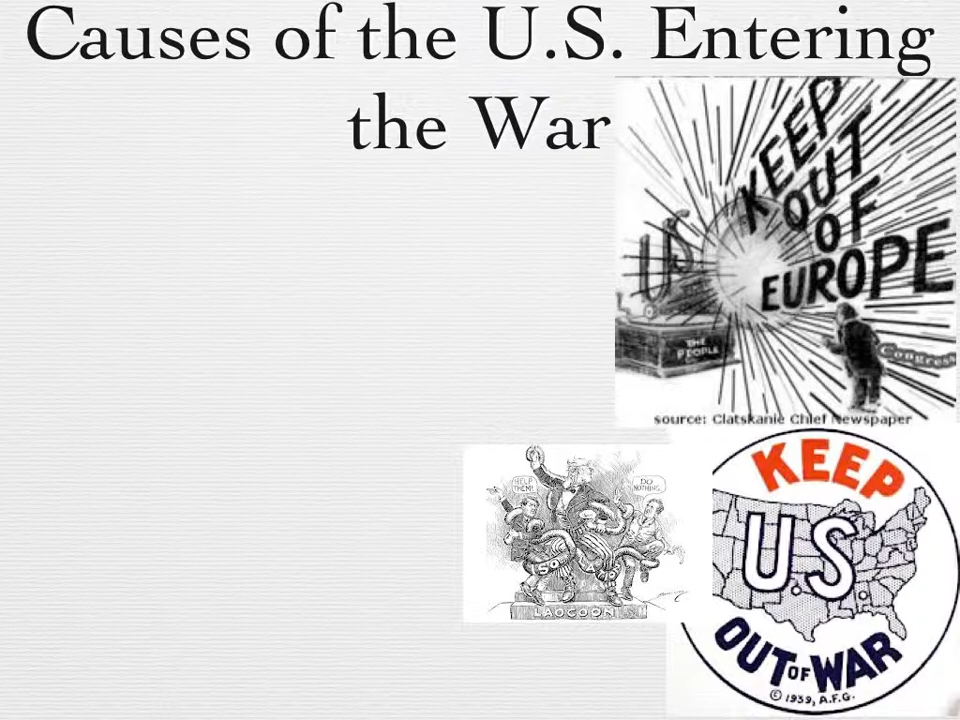 Causes of the U.S. Entering
the War
KEEP
US
OUT
OF
EUROPE
THE
PEOPLE
Congress
source: Clatskanie Chief Newspaper
HELP
THEM!
DO
NOTHING
LAOCOON
KEEP
US
OUT OF WAR
© 1939, A.F.G.